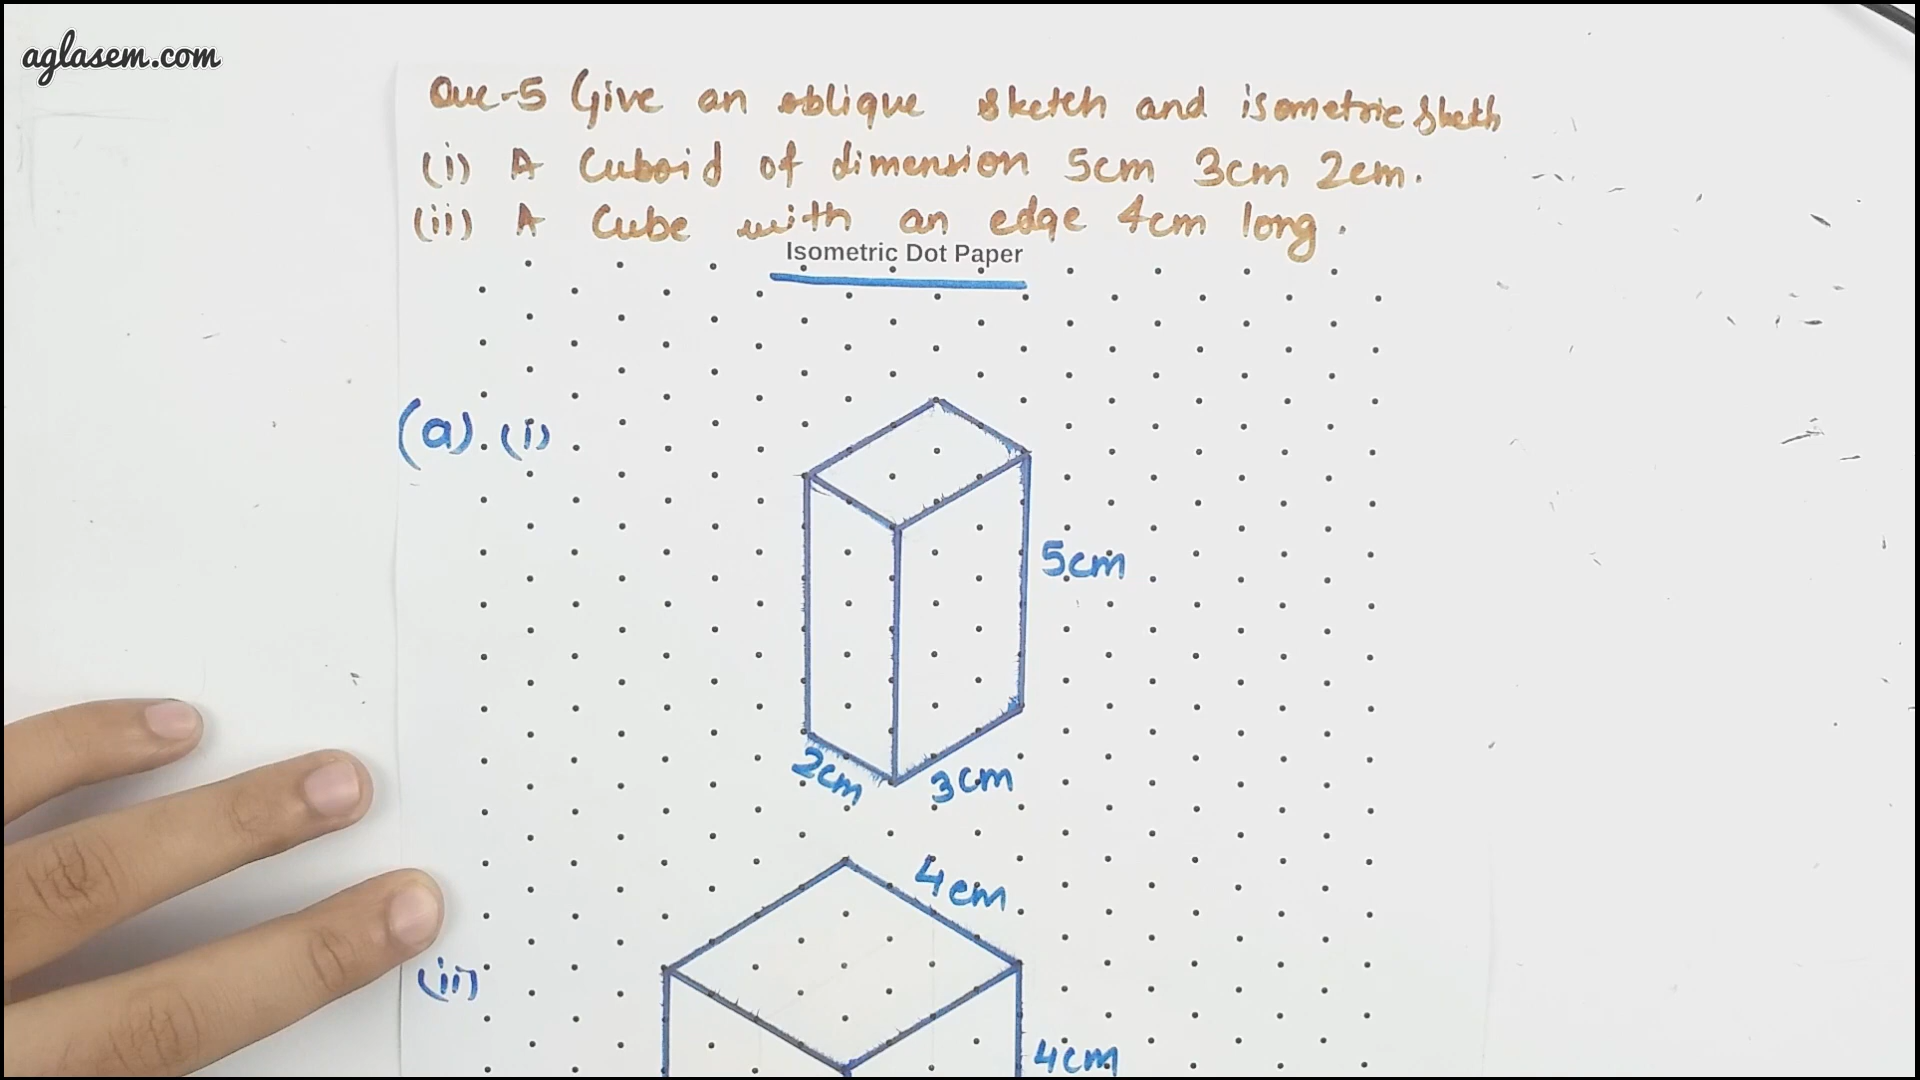 aglasem.com
Que-5 Give an oblique sketch and isometric sketch
(i) A Cuboid of dimension 5cm 3cm 2cm.
(ii) A Cube with an edge 4cm long.
Isometric Dot Paper
(a). (i)
5cm
2cm
3cm
4cm
(ii)
4cm